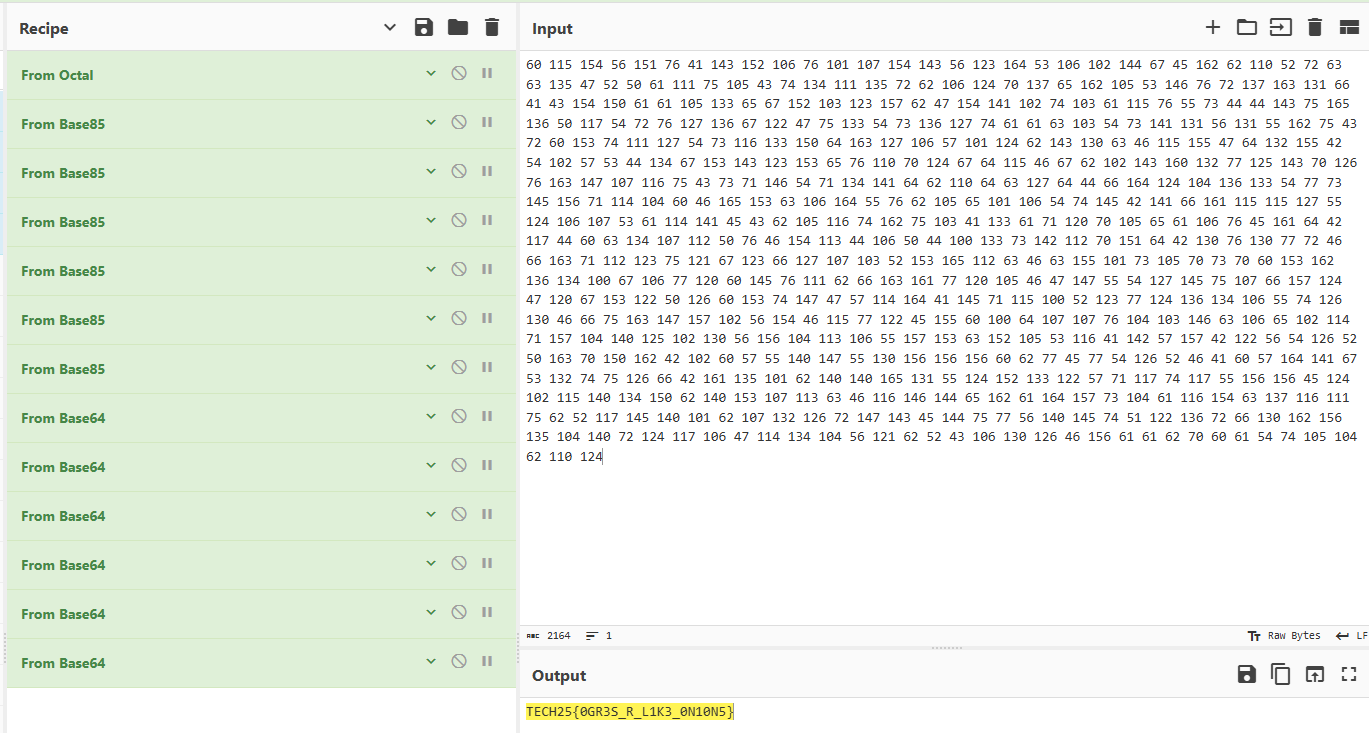 Recipe
From Octal
From Base85
From Base85
From Base85
From Base85
From Base85
From Base85
From Base64
From Base64
From Base64
From Base64
From Base64
From Base64
Input
60 115 154 56 151 76 41 143 152 106 76 101 107 154 143 56 123 164 53 106 102 144 67 45 162 62 110 52 72 63
63 135 47 52 50 61 111 75 105 43 74 134 111 135 72 62 106 124 70 137 65 162 105 53 146 76 72 137 163 131 66
41 43 154 150 61 61 105 133 65 67 152 103 123 157 62 47 154 141 102 74 103 61 115 76 55 73 44 44 143 75 165
136 50 117 54 72 76 127 136 67 122 47 75 133 54 73 136 127 74 61 61 63 103 54 73 141 131 56 131 55 162 75 43
72 60 153 74 111 127 54 73 116 133 150 64 163 127 106 57 101 124 62 143 130 63 46 115 155 47 64 132 155 42
54 102 57 53 44 134 67 153 143 123 153 65 76 110 70 124 67 64 115 46 67 62 102 143 160 132 77 125 143 70 126
76 163 147 107 116 75 43 73 71 146 54 71 134 141 64 62 110 64 63 127 64 44 66 164 124 104 136 133 54 77 73
145 156 71 114 104 60 46 165 153 63 106 164 55 76 62 105 65 101 106 54 74 145 42 141 66 161 115 115 127 55
124 106 107 53 61 114 141 45 43 62 105 116 74 162 75 103 41 133 61 71 120 70 105 65 61 106 76 45 161 64 42
117 44 60 63 134 107 112 50 76 46 154 113 44 106 50 44 100 133 73 142 112 70 151 64 42 130 76 130 77 72 46
66 163 71 112 123 75 121 67 123 66 127 107 103 52 153 165 112 63 46 63 155 101 73 105 70 73 70 60 153 162
136 134 100 67 106 77 120 60 145 76 111 62 66 163 161 77 120 105 46 47 145 55 54 127 145 75 107 66 157 124
47 120 67 153 122 50 126 60 153 74 147 47 57 114 164 41 145 71 115 100 52 123 77 124 136 134 106 55 74 126
130 46 66 75 163 147 157 102 56 154 46 115 77 122 45 155 60 100 64 107 107 76 104 103 146 63 106 65 102 114
71 157 104 140 125 102 130 56 156 104 113 106 55 157 153 63 152 105 53 116 41 142 57 157 42 122 56 54 126 52
50 163 70 150 162 42 102 60 57 55 140 147 55 130 156 156 156 60 62 77 45 77 54 126 52 46 41 60 57 164 141 67
53 132 74 75 126 66 42 161 135 101 62 140 140 165 131 55 124 152 133 122 57 71 117 74 117 55 156 156 45 124
102 115 140 134 150 62 140 153 107 113 63 46 116 146 144 65 162 61 164 157 73 104 61 116 154 63 137 116 111
75 62 52 117 145 140 101 62 107 132 126 72 147 143 45 144 75 77 56 140 145 74 51 122 136 72 66 130 162 156
135 104 140 72 124 117 106 47 114 134 104 56 121 62 52 43 106 130 126 46 156 61 61 62 70 60 61 54 74 105 104
62 110 124
ABC 2164 1
Tт Raw Bytes LF
Output
TECH25{0GR3S_R_L1K3_0N10N5}